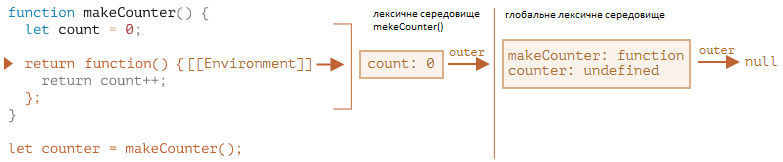 function makeCounter() {
let count = 0;
return function() {[[Environment]]
return count++;
};
}
let counter = makeCounter();
лексичне середовище
mekeCounter()
count: 0
outer
глобальне лексичне середовище
makeCounter: function
counter: undefined
outer
null